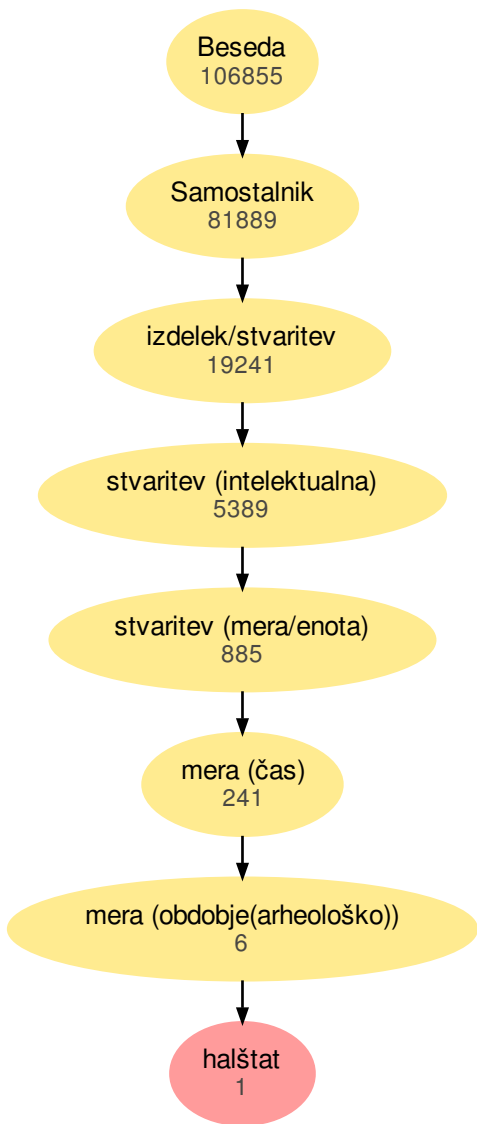 Beseda
106855
Samostalnik
81889
izdelek/stvaritev
19241
stvaritev (intelektualna)
5389
stvaritev (mera/enota)
885
mera (čas)
241
mera (obdobje(arheološko))
6
halštat
1